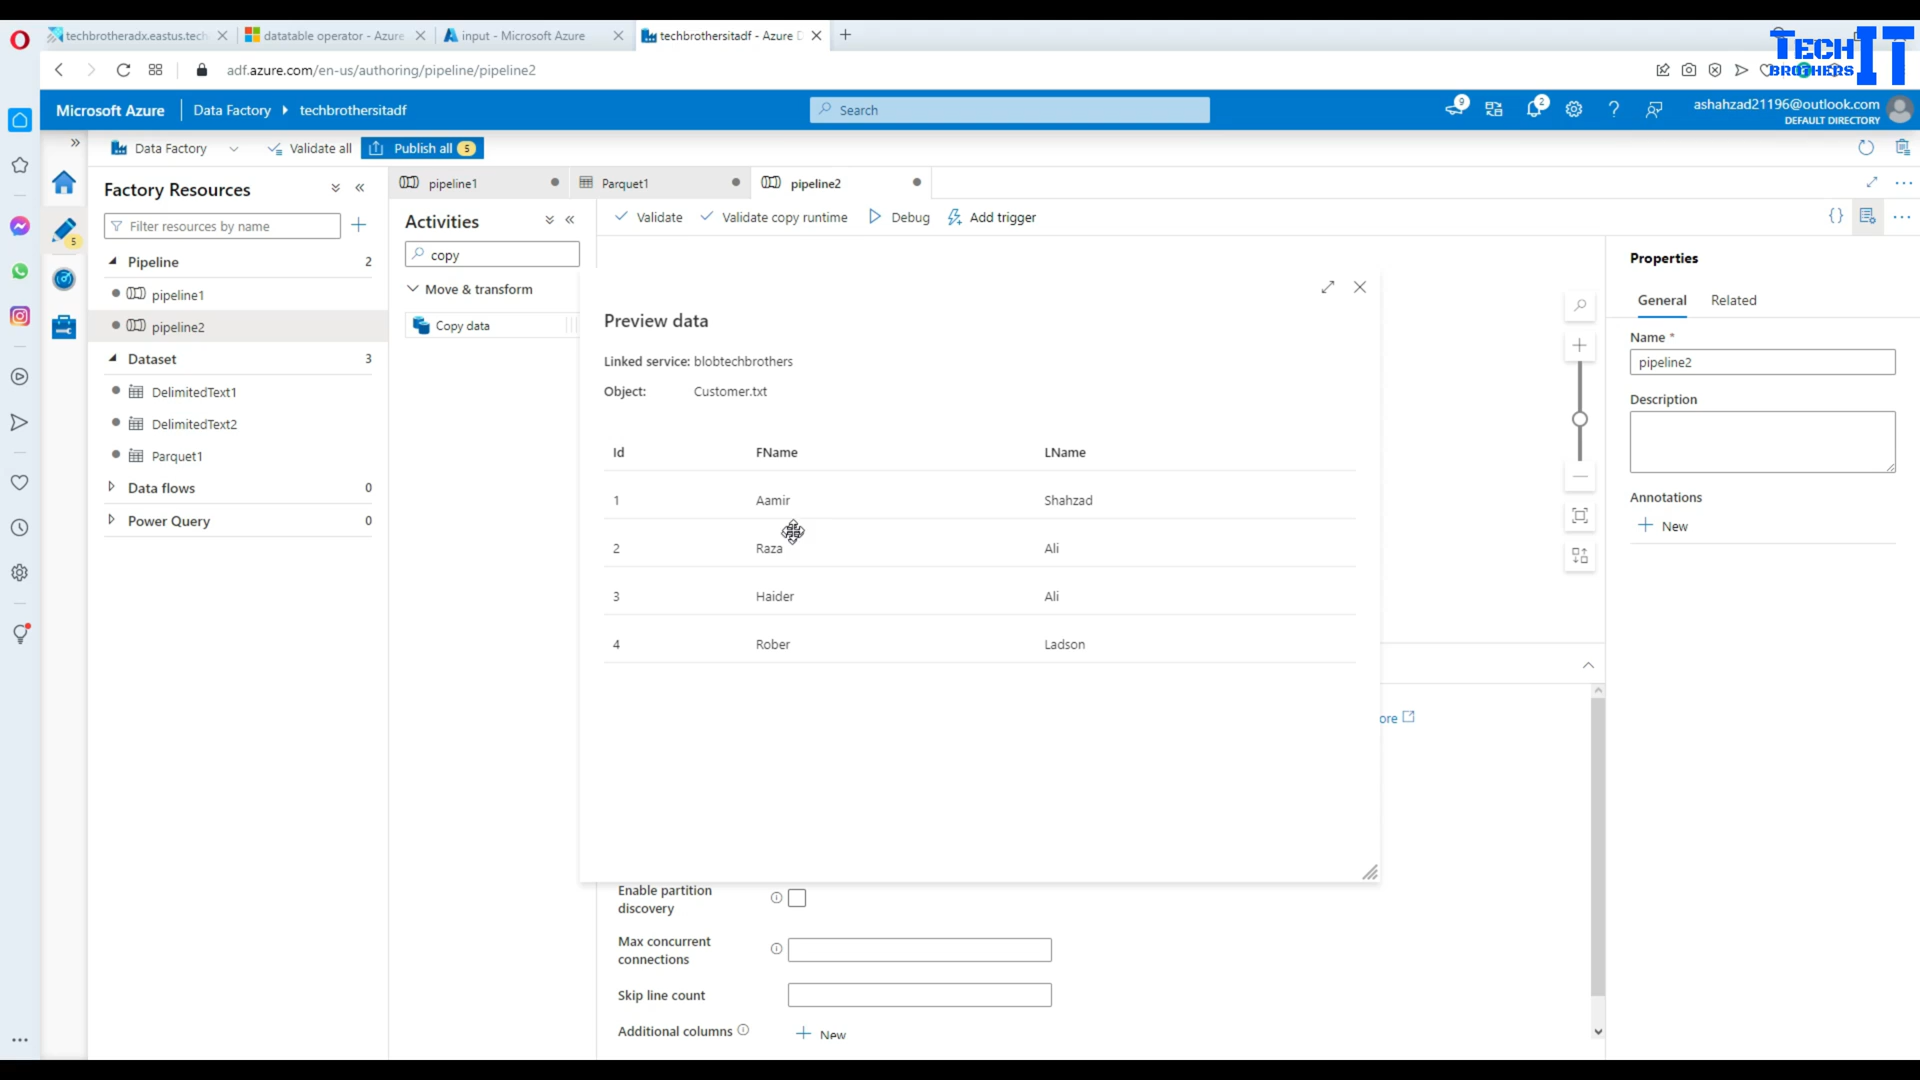 techbrotheradx.eastus.tech
datatable operator - Azure
input - Microsoft Azure
techbrothersitadf - Azure D
TECH BROTHERS IT
adf.azure.com/en-us/authoring/pipeline/pipeline2
Microsoft Azure
Data Factory
techbrothersitadf
Search
9
2
ashahzad21196@outlook.com
DEFAULT DIRECTORY
Data Factory
Validate all
Publish all 5
Factory Resources
pipeline1
Parquet1
pipeline2
Activities
Validate
Validate copy runtime
Debug
Add trigger
Filter resources by name
5
copy
Properties
Pipeline 2
Move & transform
General
Related
pipeline1
Copy data
pipeline2
Name *
pipeline2
Dataset 3
DelimitedText1
DelimitedText2
Parquet1
Data flows 0
Power Query 0
Description
Annotations
New
Preview data
Linked service: blobtechbrothers
Object: Customer.txt
Id FName LName
1 Aamir Shahzad
2 Raza Ali
3 Haider Ali
4 Rober Ladson
ore
Enable partition
discovery
Max concurrent
connections
Skip line count
Additional columns
New